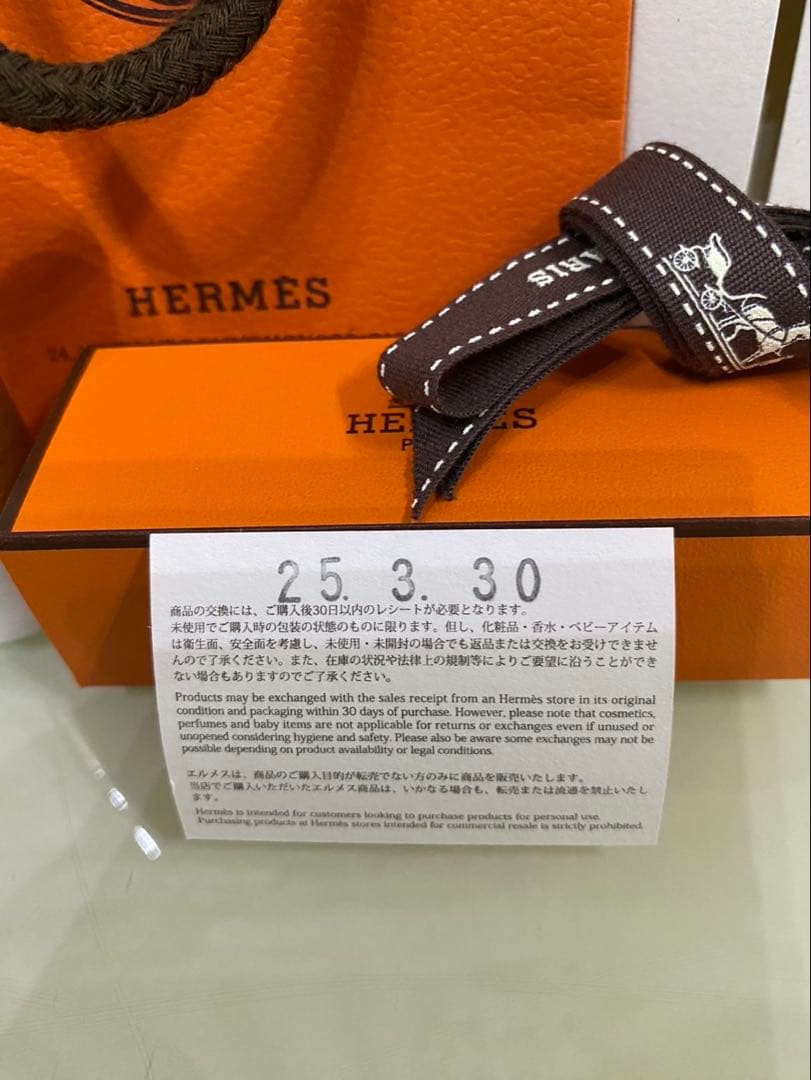 HERMÈS
24,
HERMÈS
P
ARIS
25. 3. 30
商品の交換には、ご購入後30日以内のレシートが必要となります。
未使用でご購入時の包装の状態のものに限ります。但し、化粧品・香水・ベビーアイテム
は衛生面、安全面を考慮し、未使用・未開封の場合でも返品または交換をお受けできませ
んので了承ください。また、在庫の状況や法律上の規制等によりご要望に沿うことができ
ない場合もありますのでご了承ください。
Products may be exchanged with the sales receipt from an Hermès store in its original
condition and packaging within 30 days of purchase. However, please note that cosmetics,
perfumes and baby items are not applicable for returns or exchanges even if unused or
unopened considering hygiene and safety. Please also be aware some exchanges may not be
possible depending on product availability or legal conditions.
エルメスは、商品のご購入目的が転売でない方のみに商品を販売いたします。
当店でご購入いただいたエルメス商品は、いかなる場合も、転売または流通を禁止いたし
ます。
Hermès is intended for customers looking to purchase products for personal use.
Purchasing products at Hermès stores intended for commercial resale is strictly prohibited.